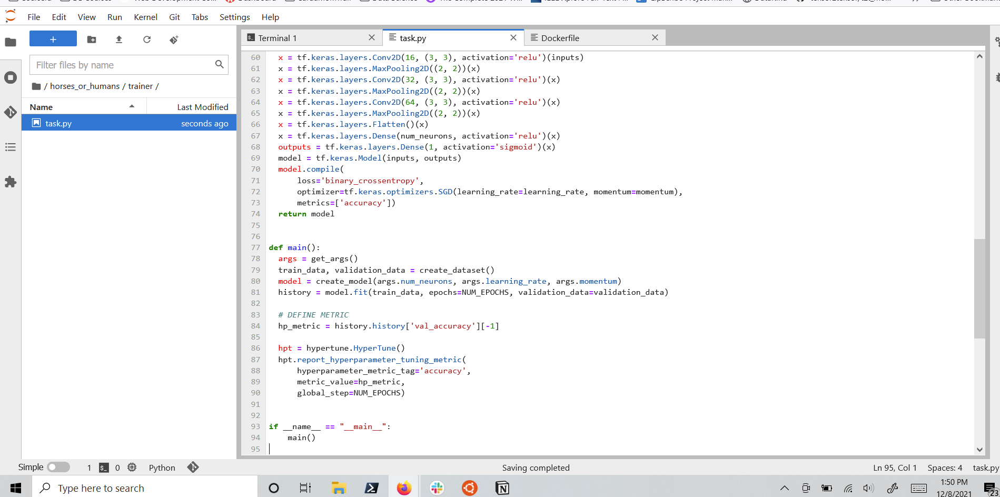 File Edit View Run Kernel Git Tabs Settings Help
+
Filter files by name
/ horses_or_humans / trainer /
Name Last Modified
task.py seconds ago
Terminal 1
task.py
Dockerfile
60 x = tf.keras.layers.Conv2D(16, (3, 3), activation='relu')(inputs)
61 x = tf.keras.layers.MaxPooling2D((2, 2))(x)
62 x = tf.keras.layers.Conv2D(32, (3, 3), activation='relu')(x)
63 x = tf.keras.layers.MaxPooling2D((2, 2))(x)
64 x = tf.keras.layers.Conv2D(64, (3, 3), activation='relu')(x)
65 x = tf.keras.layers.MaxPooling2D((2, 2))(x)
66 x = tf.keras.layers.Flatten()(x)
67 x = tf.keras.layers.Dense(num_neurons, activation='relu')(x)
68 outputs = tf.keras.layers.Dense(1, activation='sigmoid')(x)
69 model = tf.keras.Model(inputs, outputs)
70 model.compile(
71 loss='binary_crossentropy',
72 optimizer=tf.keras.optimizers.SGD(learning_rate=learning_rate, momentum=momentum),
73 metrics=['accuracy'])
74 return model
75
76
77 def main():
78 args = get_args()
79 train_data, validation_data = create_dataset()
80 model = create_model(args.num_neurons, args.learning_rate, args.momentum)
81 history = model.fit(train_data, epochs=NUM_EPOCHS, validation_data=validation_data)
82
83 # DEFINE METRIC
84 hp_metric = history.history['val_accuracy'][-1]
85
86 hpt = hypertune.HyperTune()
87 hpt.report_hyperparameter_tuning_metric(
88 hyperparameter_metric_tag='accuracy',
89 metric_value=hp_metric,
90 global_step=NUM_EPOCHS)
91
92
93 if __name__ == "__main__":
94 main()
95
Simple 1 $_ 0 Python Saving completed Ln 95, Col 1 Spaces: 4 task.py
Type here to search
1:50 PM
12/8/2021
23